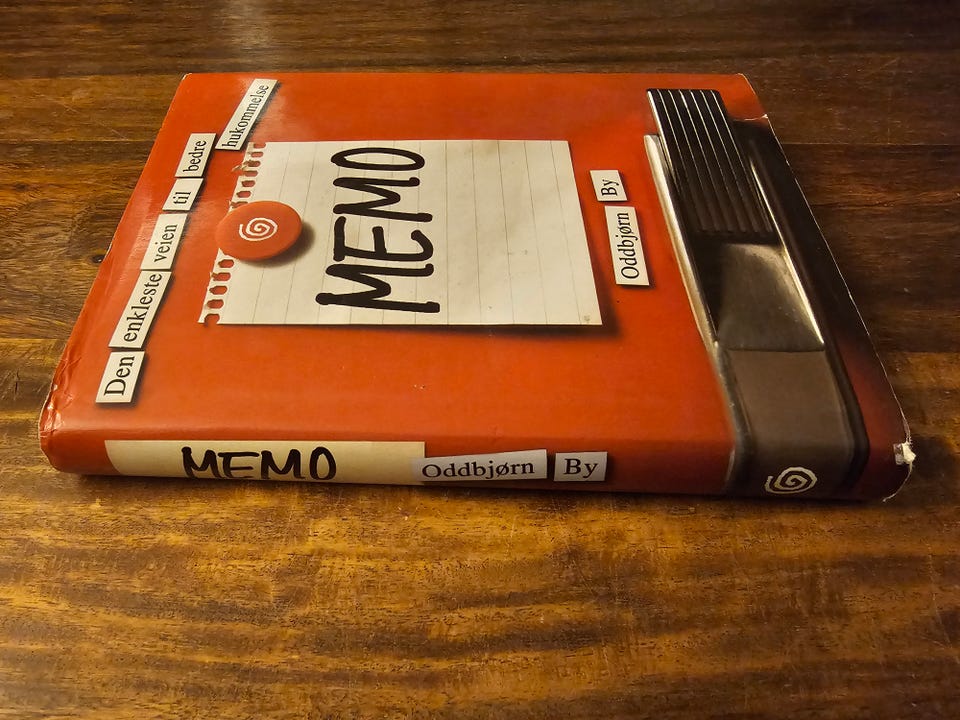 Den enkleste veien til bedre hukommelse
MEMO
Oddbjørn By
MEMO Oddbjørn By